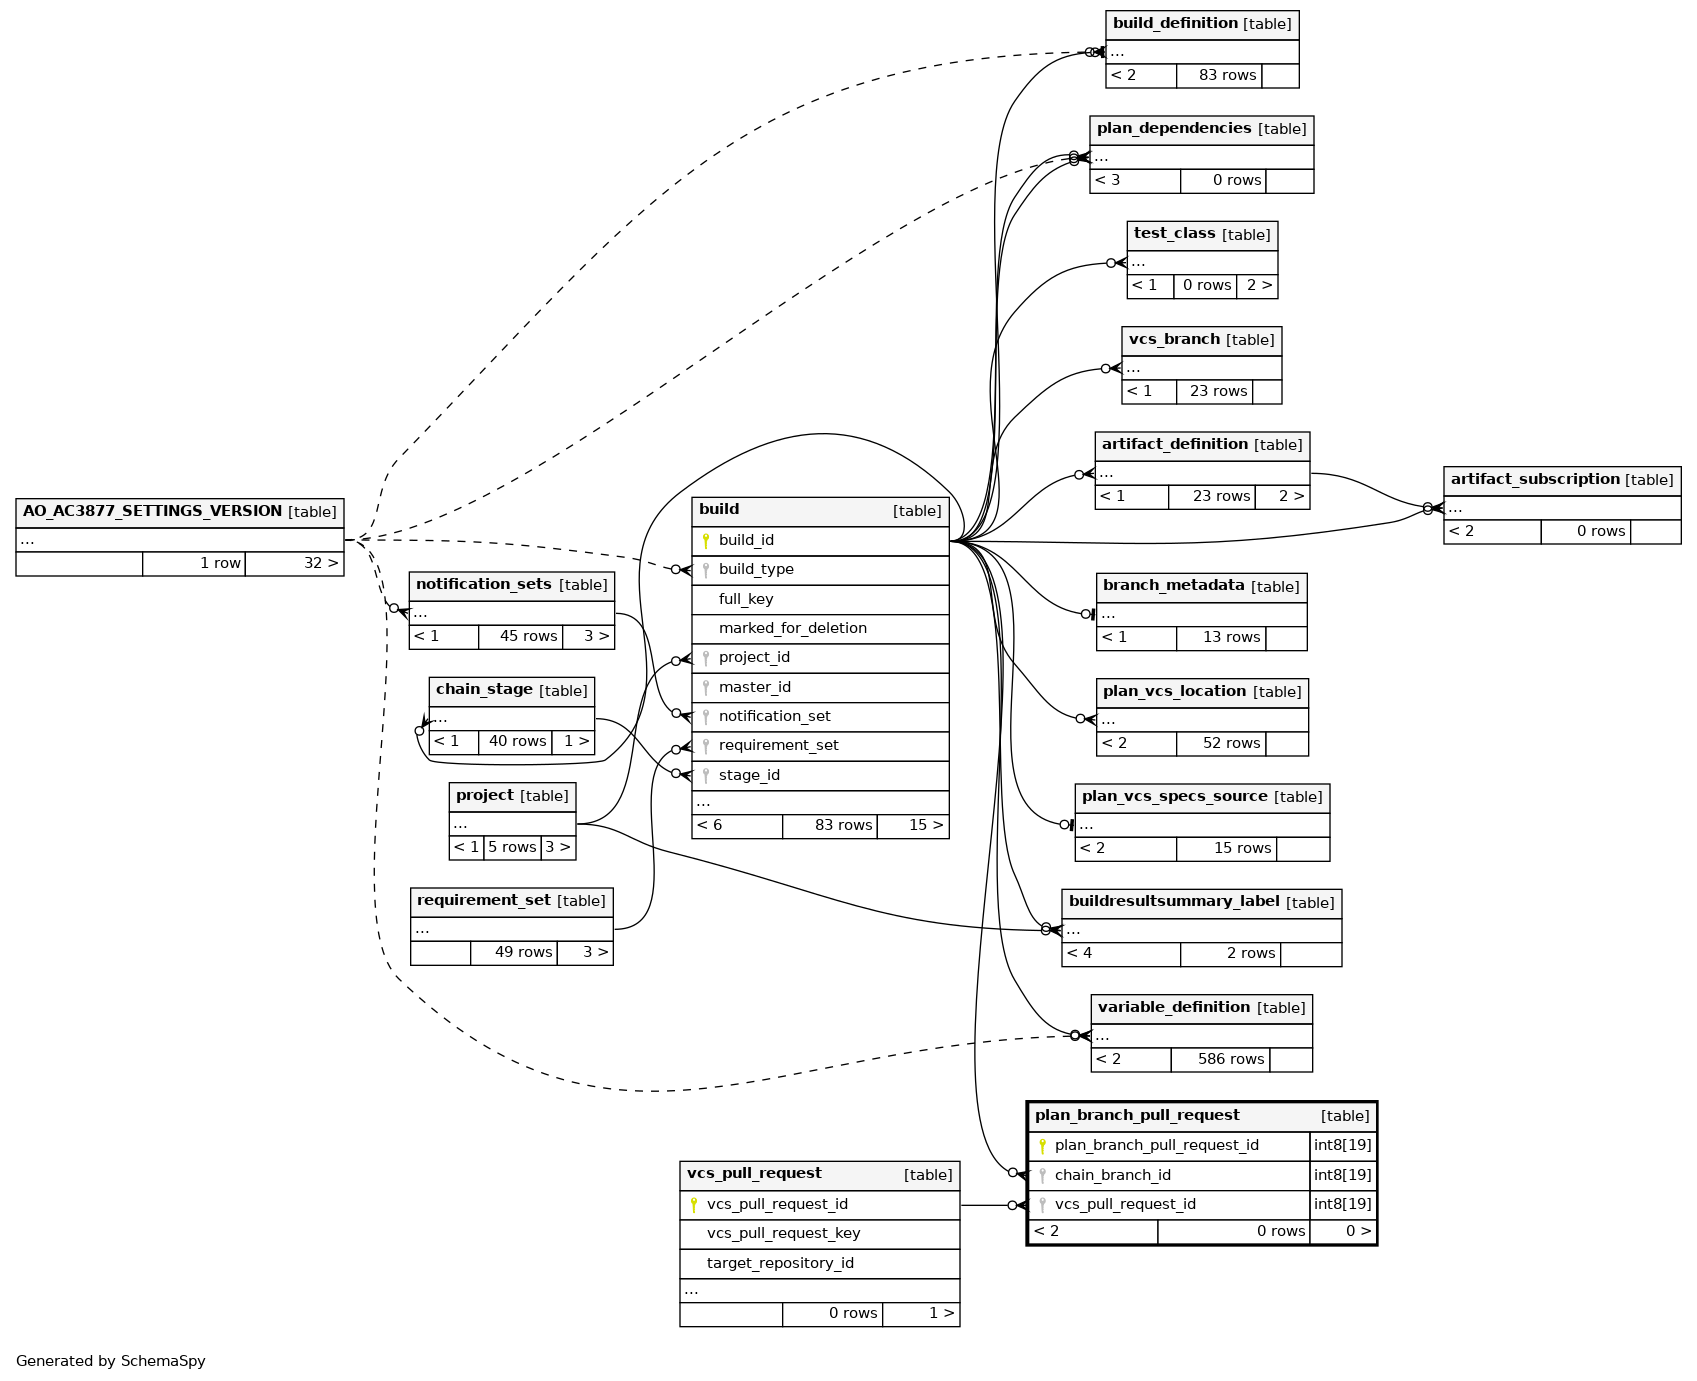 build_definition [table]
...
< 2 83 rows
plan_dependencies [table]
...
< 3 0 rows
test_class [table]
...
< 1 0 rows 2 >
vcs_branch [table]
...
< 1 23 rows
artifact_definition [table]
...
< 1 23 rows 2 >
artifact_subscription [table]
...
< 2 0 rows
AO_AC3877_SETTINGS_VERSION [table]
...
1 row 32 >
build [table]
build_id
build_type
full_key
marked_for_deletion
project_id
master_id
notification_set
requirement_set
stage_id
...
< 6 83 rows 15 >
notification_sets [table]
...
< 1 45 rows 3 >
chain_stage [table]
...
< 1 40 rows 1 >
project [table]
...
< 1 5 rows 3 >
requirement_set [table]
...
49 rows 3 >
branch_metadata [table]
...
< 1 13 rows
plan_vcs_location [table]
...
< 2 52 rows
plan_vcs_specs_source [table]
...
< 2 15 rows
buildresultsummary_label [table]
...
< 4 2 rows
variable_definition [table]
...
< 2 586 rows
plan_branch_pull_request [table]
plan_branch_pull_request_id int8[19]
chain_branch_id int8[19]
vcs_pull_request_id int8[19]
< 2 0 rows 0 >
vcs_pull_request [table]
vcs_pull_request_id
vcs_pull_request_key
target_repository_id
...
0 rows 1 >
Generated by SchemaSpy